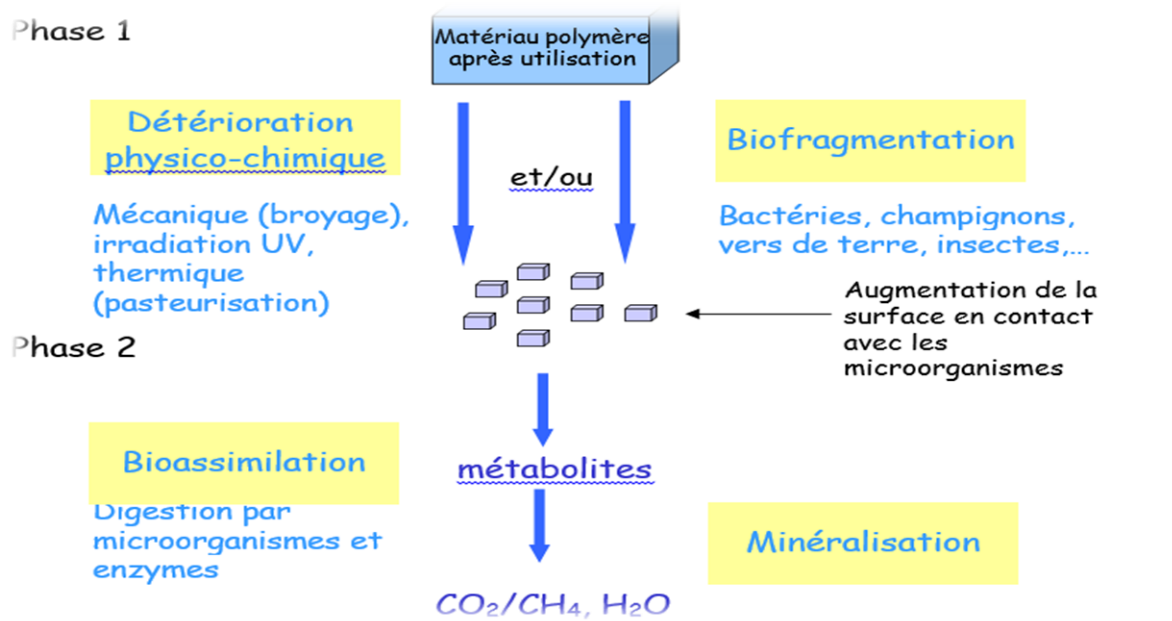 Phase 1
Matériau polymère
après utilisation
Détérioration
physico-chimique
Biofragmentation
et/ou
Mécanique (broyage),
irradiation UV,
thermique
(pasteurisation)
Bactéries, champignons,
vers de terre, insectes,...
Augmentation de la
surface en contact
avec les
microorganismes
Phase 2
Bioassimilation
métabolites
Digestion par
microorganismes et
enzymes
Minéralisation
CO₂/CH₄, H₂O